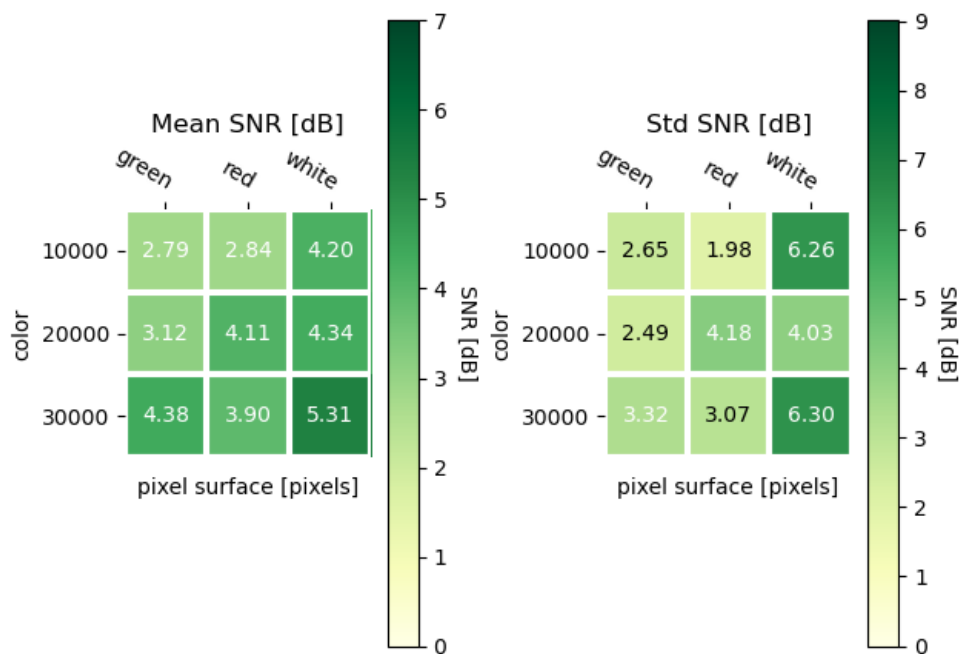 Mean SNR [dB]
green red white
10000 2.79 2.84 4.20
20000 3.12 4.11 4.34
30000 4.38 3.90 5.31
color
pixel surface [pixels]
7
6
5
4
3
2
1
0
SNR [dB]
Std SNR [dB]
green red white
10000 2.65 1.98 6.26
20000 2.49 4.18 4.03
30000 3.32 3.07 6.30
color
pixel surface [pixels]
9
8
7
6
5
4
3
2
1
0
SNR [dB]